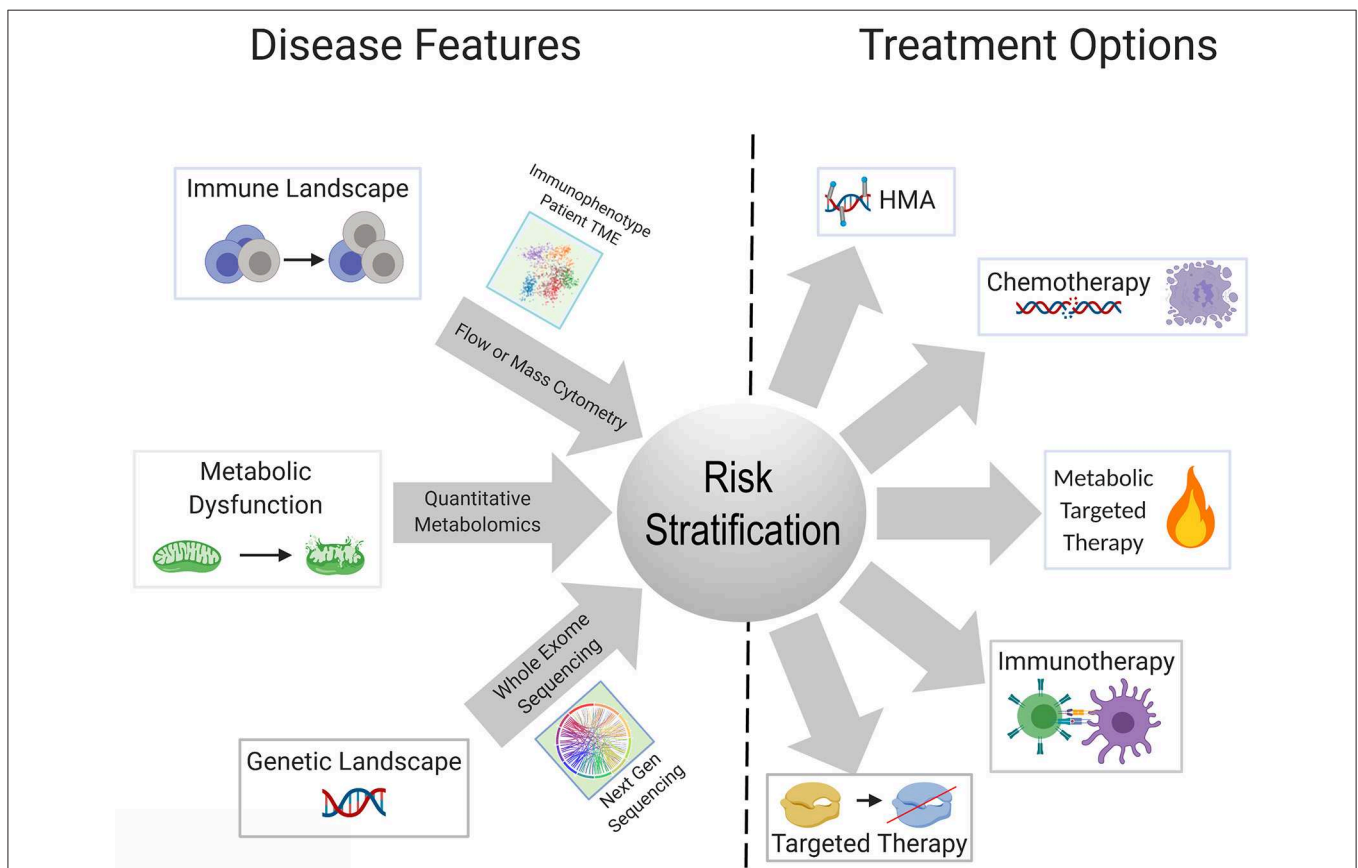 Disease Features
Treatment Options
Immune Landscape
Immunophenotype
Patient TME
Flow or Mass Cytometry
Metabolic
Dysfunction
Quantitative
Metabolomics
Genetic Landscape
Whole Exome
Sequencing
Next Gen
Sequencing
Risk
Stratification
HMA
Chemotherapy
Metabolic
Targeted
Therapy
Immunotherapy
Targeted Therapy